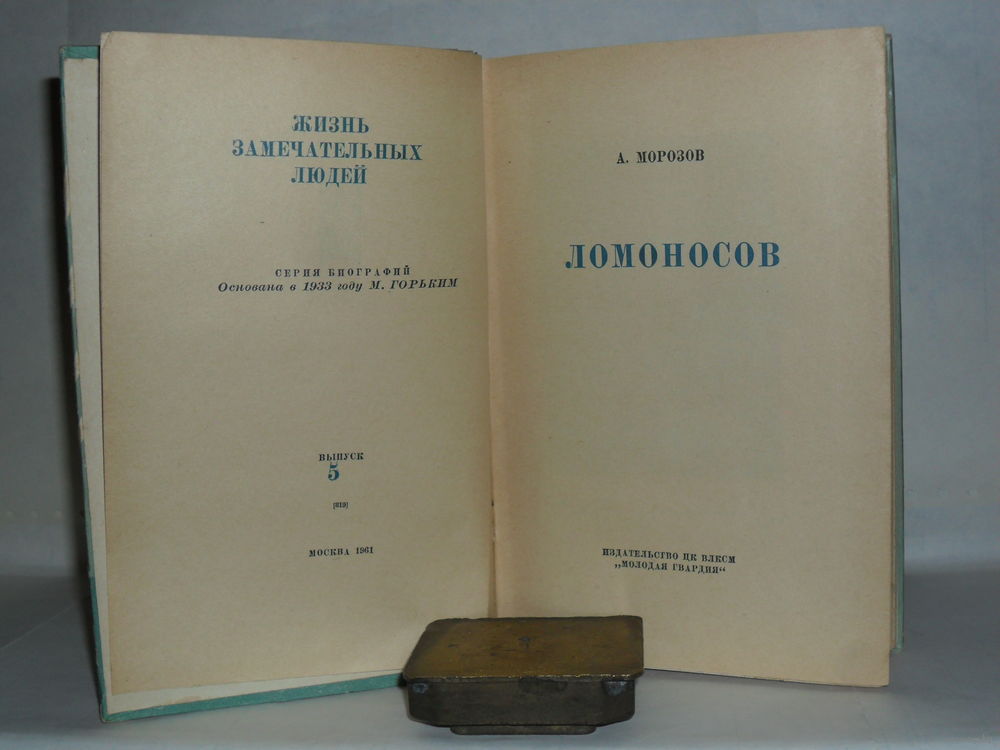 ЖИЗНЬ
ЗАМЕЧАТЕЛЬНЫХ
ЛЮДЕЙ
СЕРИЯ БИОГРАФИЙ
Основана в 1933 году М. ГОРЬКИМ
ВЫПУСК
5
[319]
МОСКВА 1961
А. МОРОЗОВ
ЛОМОНОСОВ
ИЗДАТЕЛЬСТВО ЦК ВЛКСМ
„МОЛОДАЯ ГВАРДИЯ“